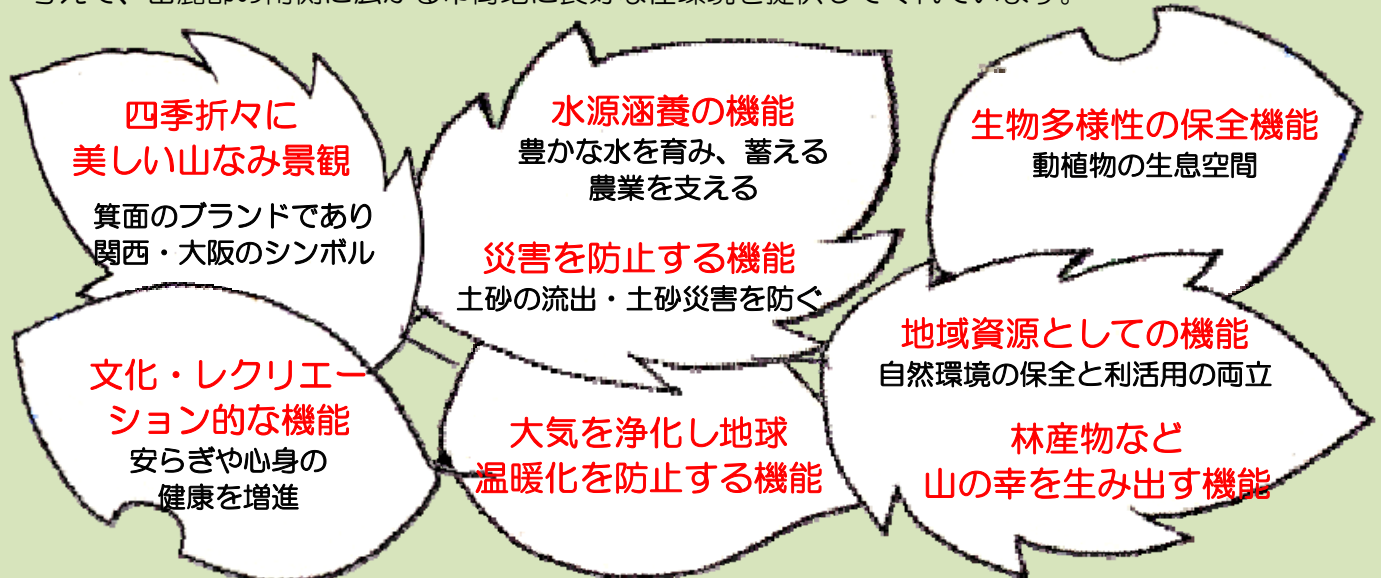 四季折々に
美しい山なみ景観
箕面のブランドであり
関西・大阪のシンボル
水源涵養の機能
豊かな水を育み、蓄える
農業を支える
災害を防止する機能
土砂の流出・土砂災害を防ぐ
生物多様性の保全機能
動植物の生息空間
文化・レクリエー
ション的な機能
安らぎや心身の
健康を増進
大気を浄化し地球
温暖化を防止する機能
地域資源としての機能
自然環境の保全と利活用の両立
林産物など
山の幸を生み出す機能